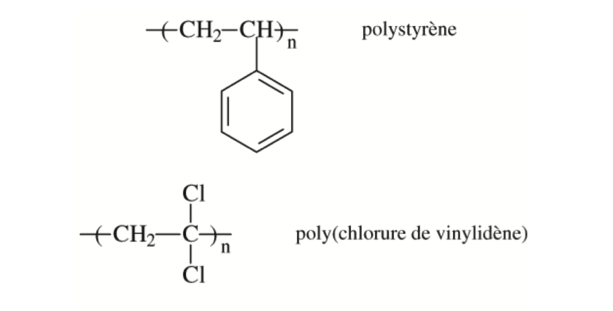 -(CH₂-CH)-n polystyrène
Cl
-(CH₂-C-)-n poly(chlorure de vinylidène)
Cl